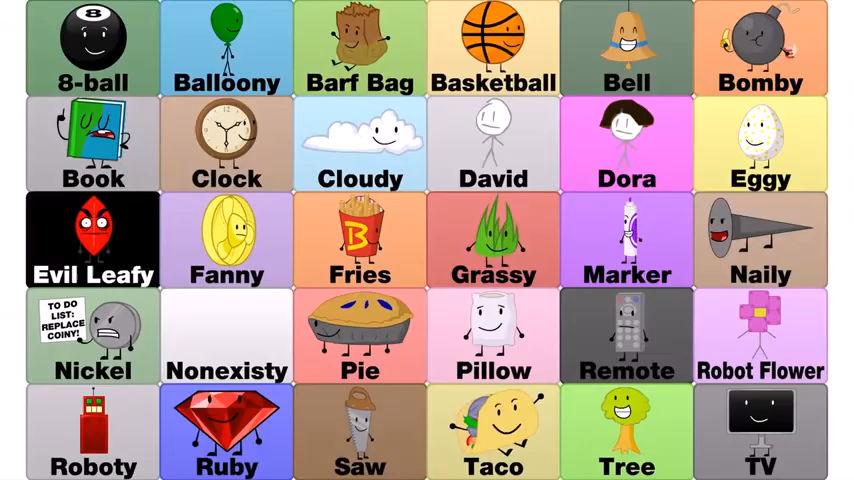 8
8-ball
Balloony
Barf Bag
Basketball
Bell
Bomby
Book
Clock
Cloudy
David
Dora
Eggy
Evil Leafy
Fanny
B
Fries
Grassy
Marker
Naily
TO DO
LIST:
REPLACE
COINY!
Nickel
Nonexisty
Pie
Pillow
Remote
Robot Flower
Roboty
Ruby
Saw
Taco
Tree
TV